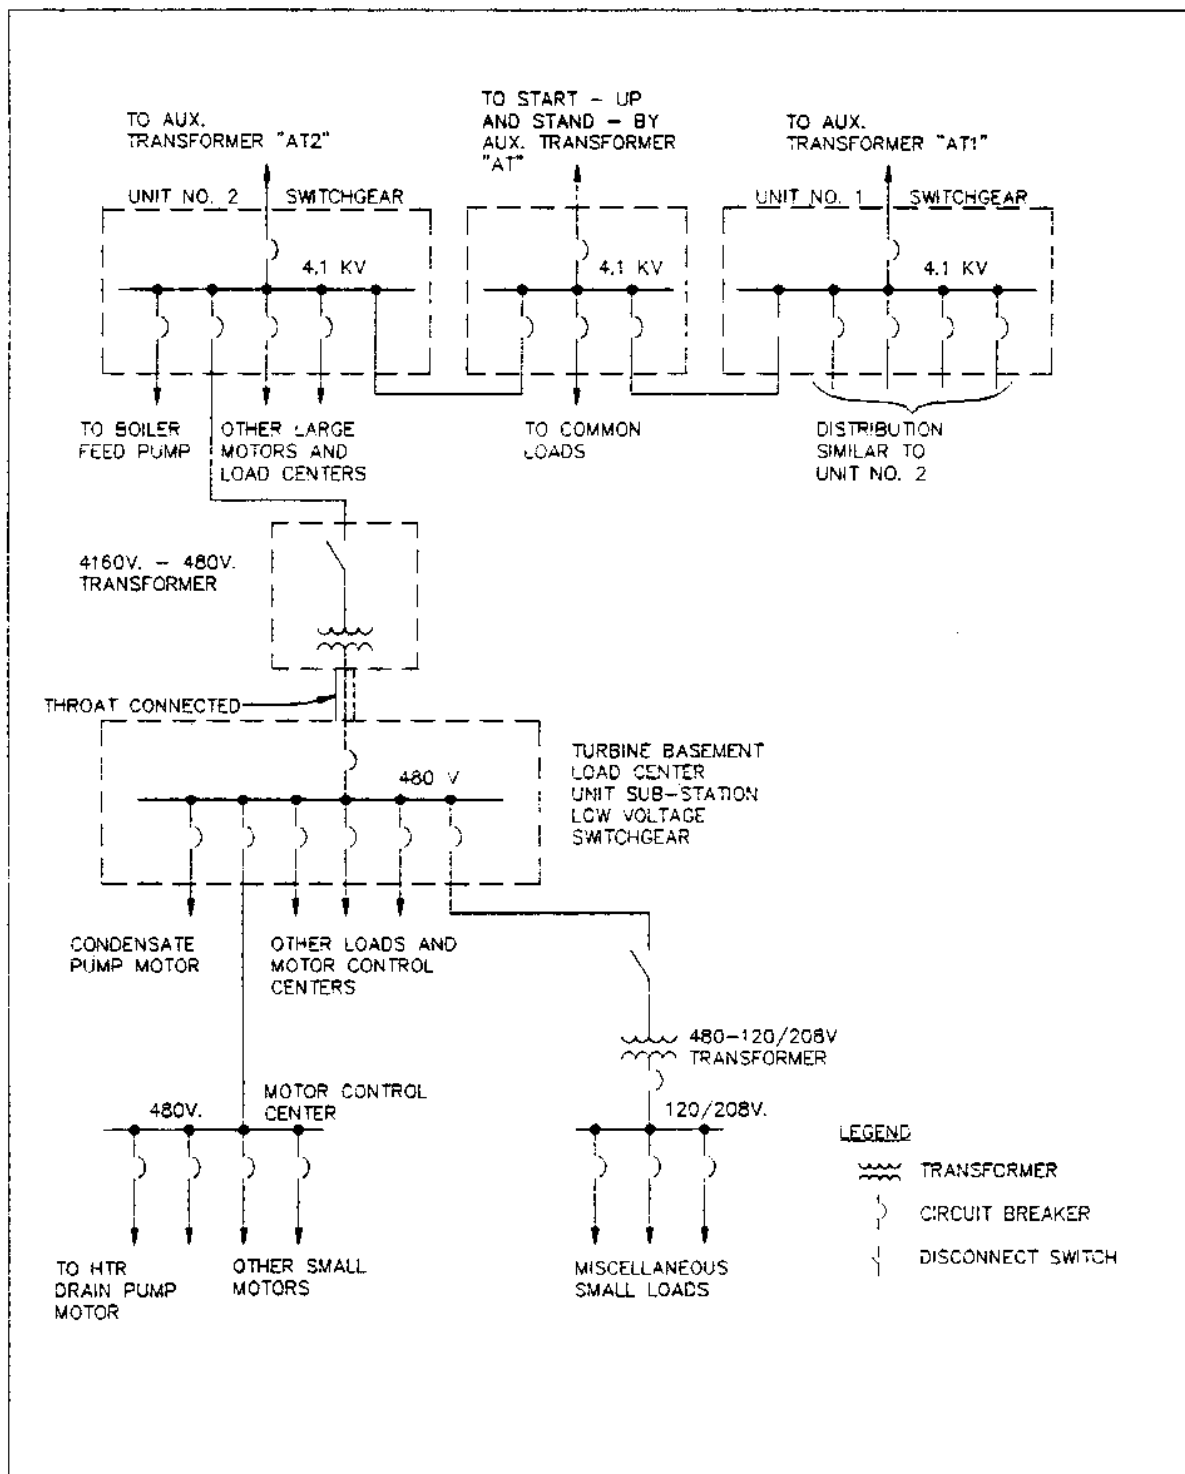 TO AUX.
TRANSFORMER "AT2"
TO START - UP
AND STAND - BY
AUX. TRANSFORMER
"AT"
TO AUX.
TRANSFORMER "AT1"
UNIT NO. 2 SWITCHGEAR
UNIT NO. 1 SWITCHGEAR
4.1 KV
4.1 KV
4.1 KV
TO BOILER
FEED PUMP
OTHER LARGE
MOTORS AND
LOAD CENTERS
TO COMMON
LOADS
DISTRIBUTION
SIMILAR TO
UNIT NO. 2
4160V. - 480V.
TRANSFORMER
THROAT CONNECTED
480 V
TURBINE BASEMENT
LOAD CENTER
UNIT SUB-STATION
LOW VOLTAGE
SWITCHGEAR
CONDENSATE
PUMP MOTOR
OTHER LOADS AND
MOTOR CONTROL
CENTERS
480-120/208V
TRANSFORMER
480V.
MOTOR CONTROL
CENTER
120/208V.
TO HTR
DRAIN PUMP
MOTOR
OTHER SMALL
MOTORS
MISCELLANEOUS
SMALL LOADS
LEGEND
TRANSFORMER
CIRCUIT BREAKER
DISCONNECT SWITCH